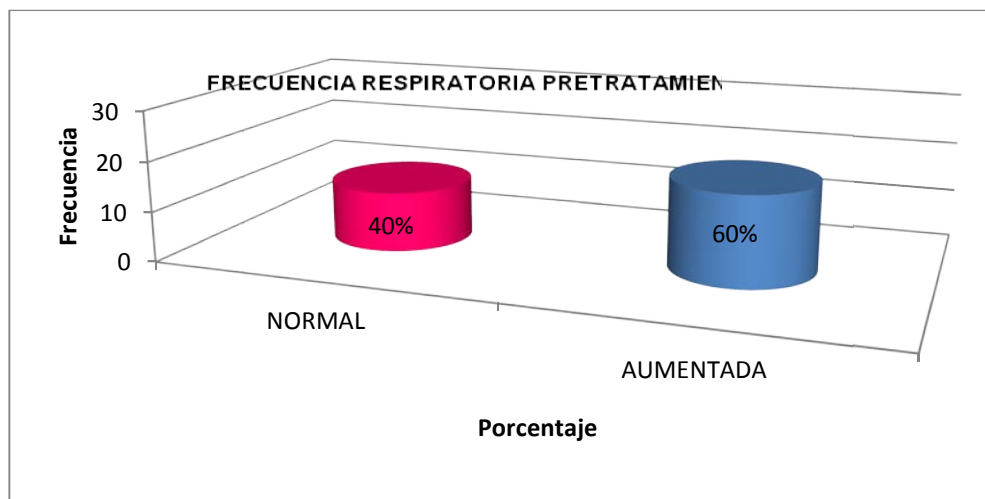 FRECUENCIA RESPIRATORIA PRETRATAMIEN
30
20
10
0
Frecuencia
40%
60%
NORMAL
AUMENTADA
Porcentaje